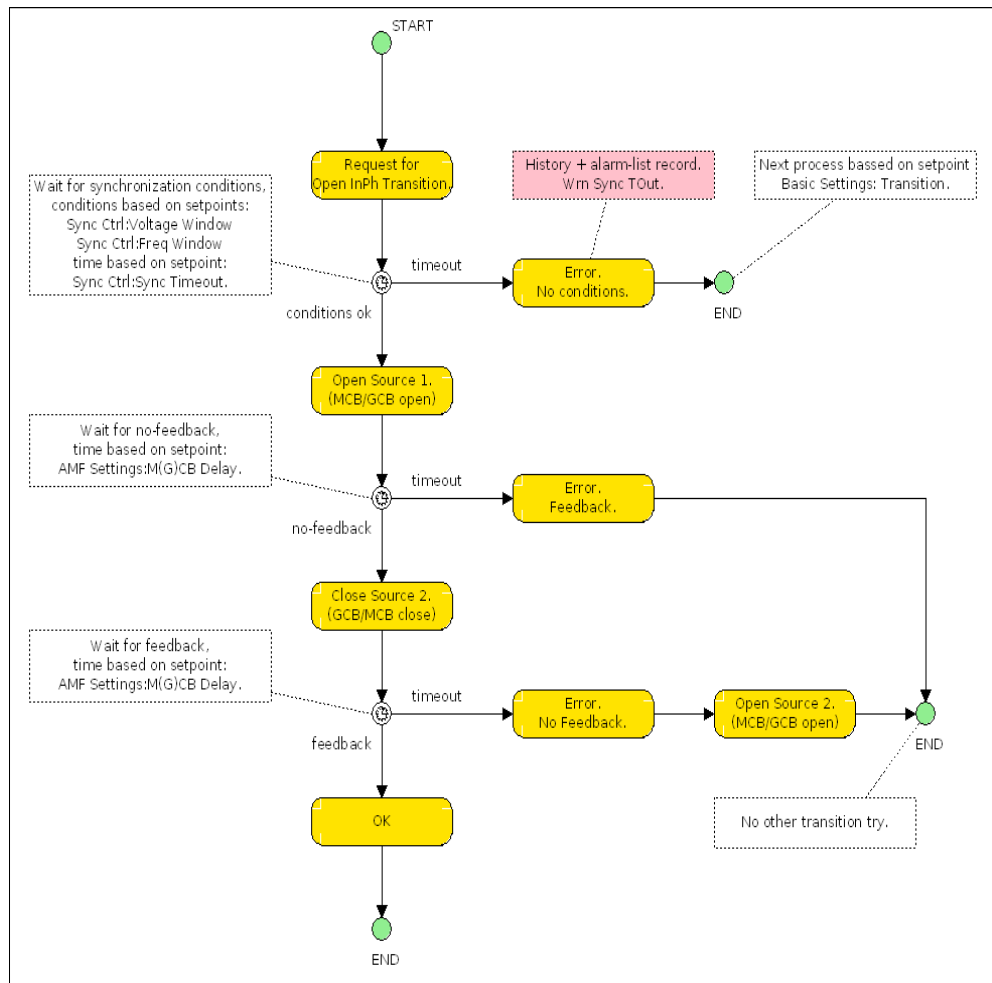 START
Request for
Open InPh Transition.
Wait for synchronization conditions,
conditions based on setpoints:
Sync Ctrl:Voltage Window
Sync Ctrl:Freq Window
time based on setpoint:
Sync Ctrl:Sync Timeout.
History + alarm-list record.
Wrn Sync TOut.
Next process bassed on setpoint
Basic Settings: Transition.
timeout
Error.
No conditions.
END
conditions ok
Open Source 1.
(MCB/GCB open)
Wait for no-feedback,
time based on setpoint:
AMF Settings:M(G)CB Delay.
timeout
Error.
Feedback.
no-feedback
Close Source 2.
(GCB/MCB close)
Wait for feedback,
time based on setpoint:
AMF Settings:M(G)CB Delay.
timeout
Error.
No Feedback.
Open Source 2.
(MCB/GCB open)
END
feedback
No other transition try.
OK
END